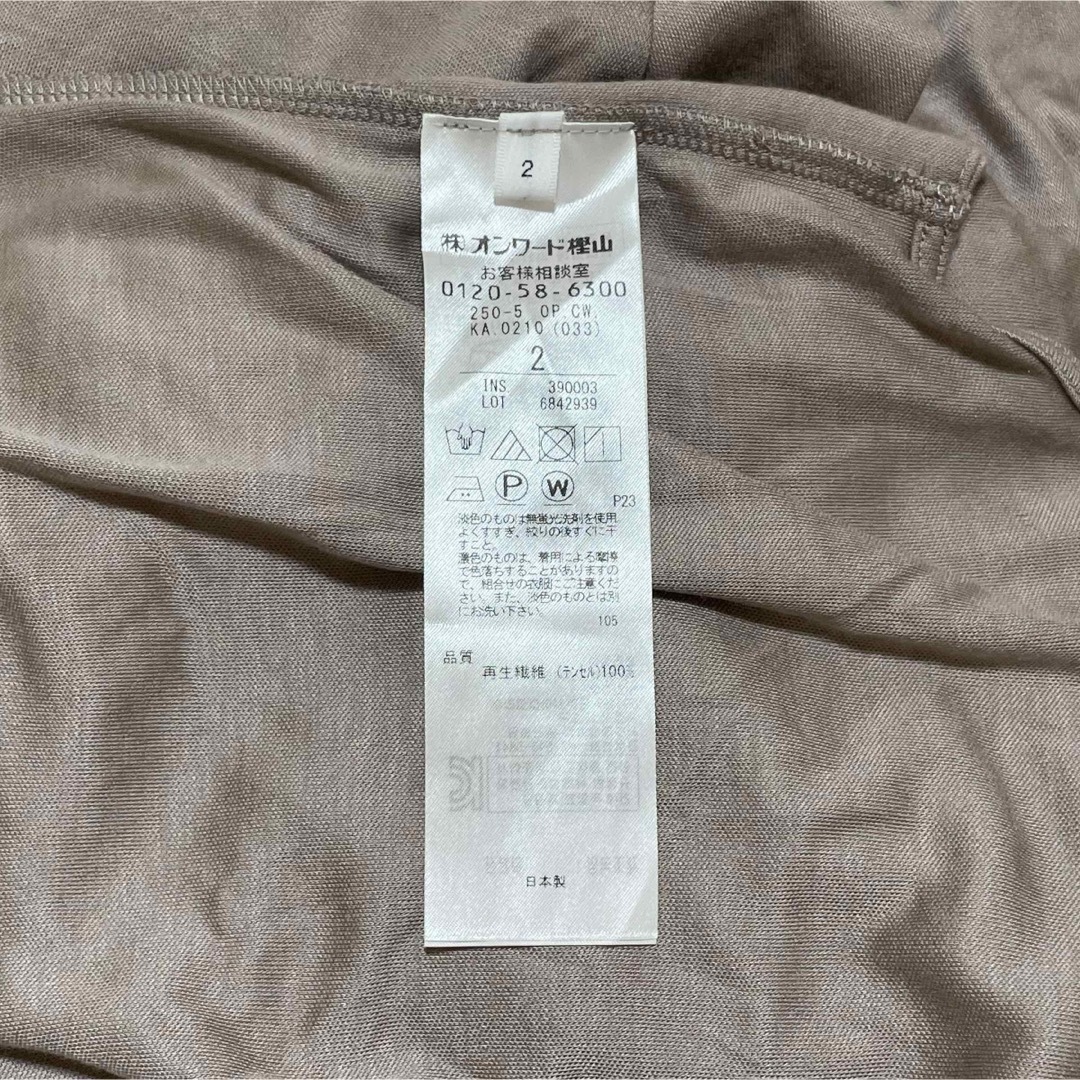 2
㈱オンワード樫山
お客様相談室
0120-58-6300
250-5 OP.CW.
KA.0210(033)
2
INS 390003
LOT 6842939
P W
P23
淡色のものは無蛍光洗剤を使用
よくすすぎ、絞りの後すぐに干
すこと。
濃色のものは、着用による摩擦
で色落ちすることがありますの
で、組合せの衣服にご注意くだ
さい。また、淡色のものとは別
にお洗い下さい。
105
品質
再生繊維 (テンセル)100%
日本製